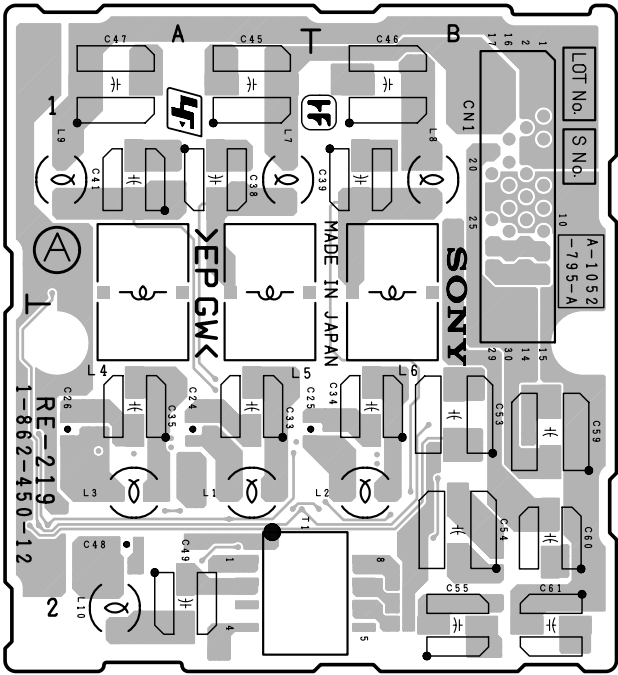 A
T
B
C47
C45
C46
17
16
2
1
LOT No.
S No.
CN1
1
L9
L7
L8
C41
C38
C39
20
25
10
A
>EP GW<
MADE IN JAPAN
SONY
A-1052
-795-A
T
L4
L5
L6
29
30
14
15
RE-219
1-862-450-12
C26
C35
C24
C33
C25
C34
C53
C59
L3
L1
L2
T1
C48
C49
1
8
C54
C60
2
L10
4
5
C55
C61